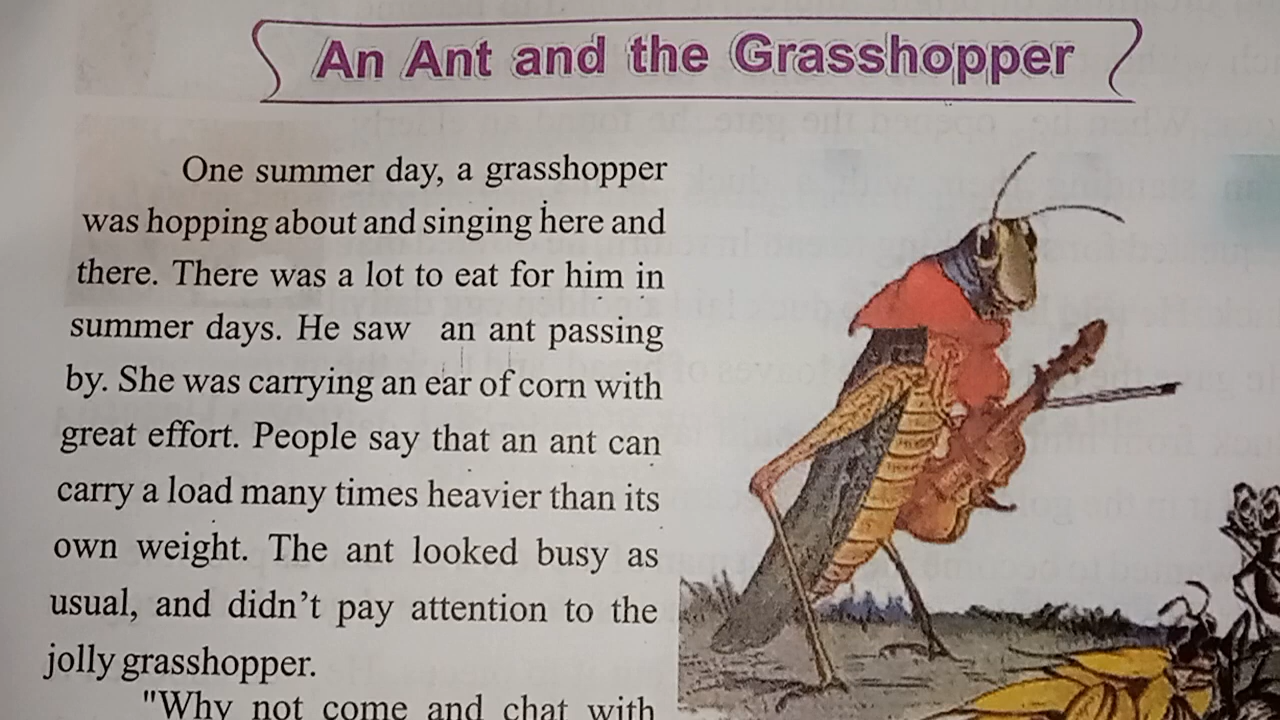 An Ant and the Grasshopper
One summer day, a grasshopper
was hopping about and singing here and
there. There was a lot to eat for him in
summer days. He saw an ant passing
by. She was carrying an ear of corn with
great effort. People say that an ant can
carry a load many times heavier than its
own weight. The ant looked busy as
usual, and didn't pay attention to the
jolly grasshopper.
"Why not come and chat with